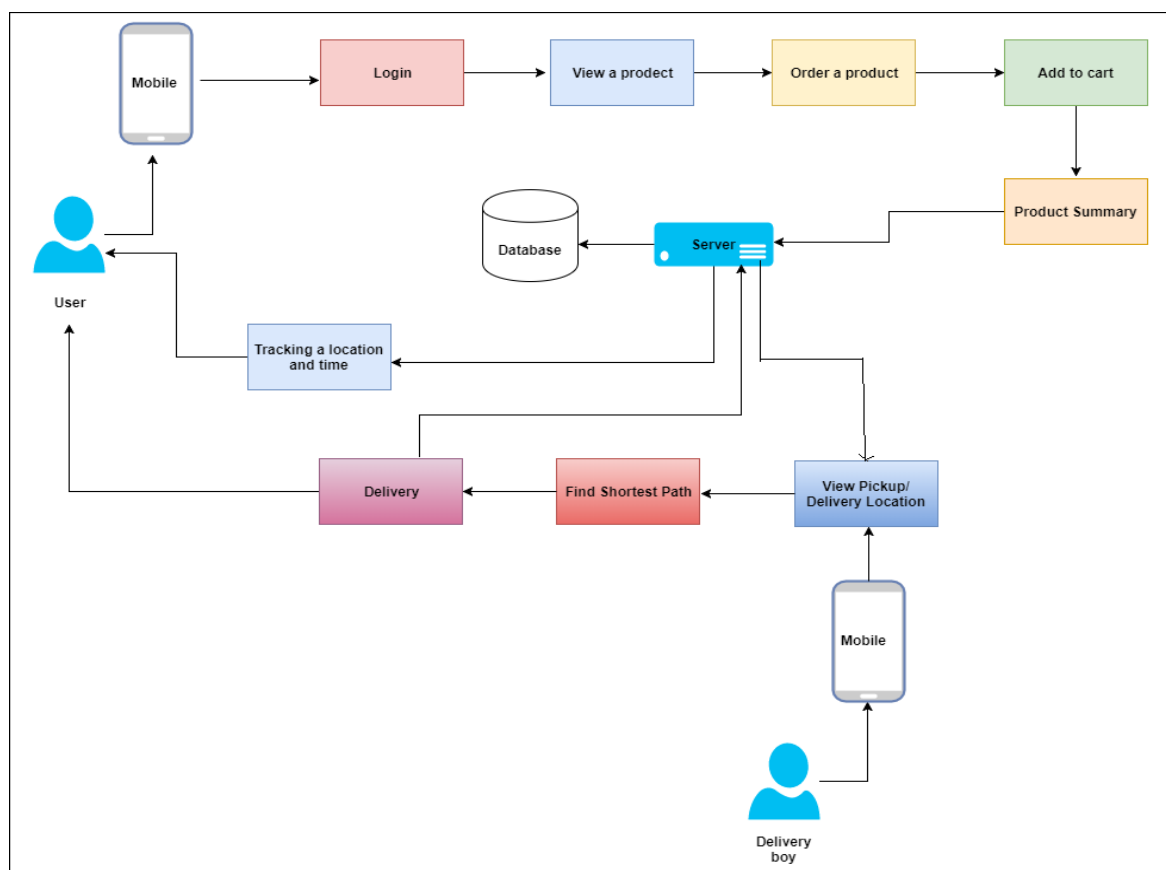 Mobile
Login
View a prodect
Order a product
Add to cart
Product Summary
Server
Database
User
Tracking a location
and time
Delivery
Find Shortest Path
View Pickup/
Delivery Location
Mobile
Delivery
boy